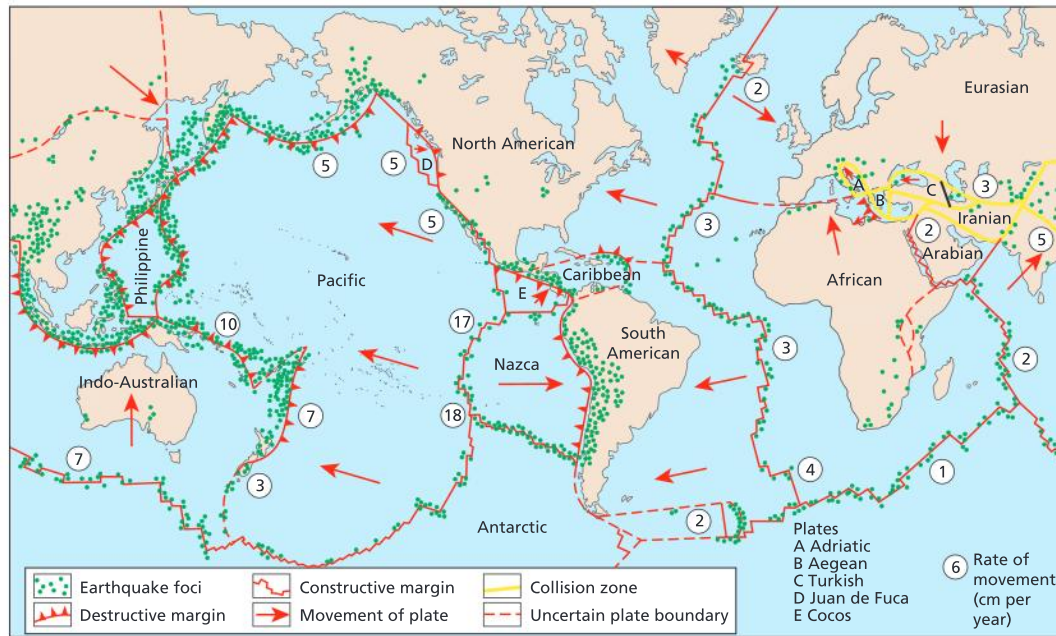 Eurasian
North American
2
5
5
D
A
B
C
3
Iranian
2
Arabian
5
5
3
Philippine
Pacific
Caribbean
E
African
10
17
South
American
3
Indo-Australian
Nazca
2
7
18
7
3
4
1
Antarctic
2
Plates
A Adriatic
B Aegean
C Turkish
D Juan de Fuca
E Cocos
6 Rate of
movement
(cm per
year)
Earthquake foci
Constructive margin
Collision zone
Destructive margin
Movement of plate
Uncertain plate boundary